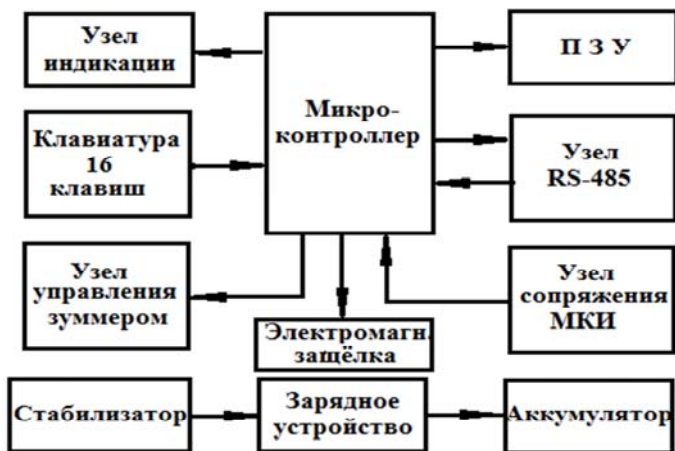 Узел
индикации
Микро-
контроллер
П З У
Клавиатура
16
клавиш
Узел
RS-485
Узел
управления
зуммером
Электромагн.
защёлка
Узел
сопряжения
МКИ
Стабилизатор
Зарядное
устройство
Аккумулятор